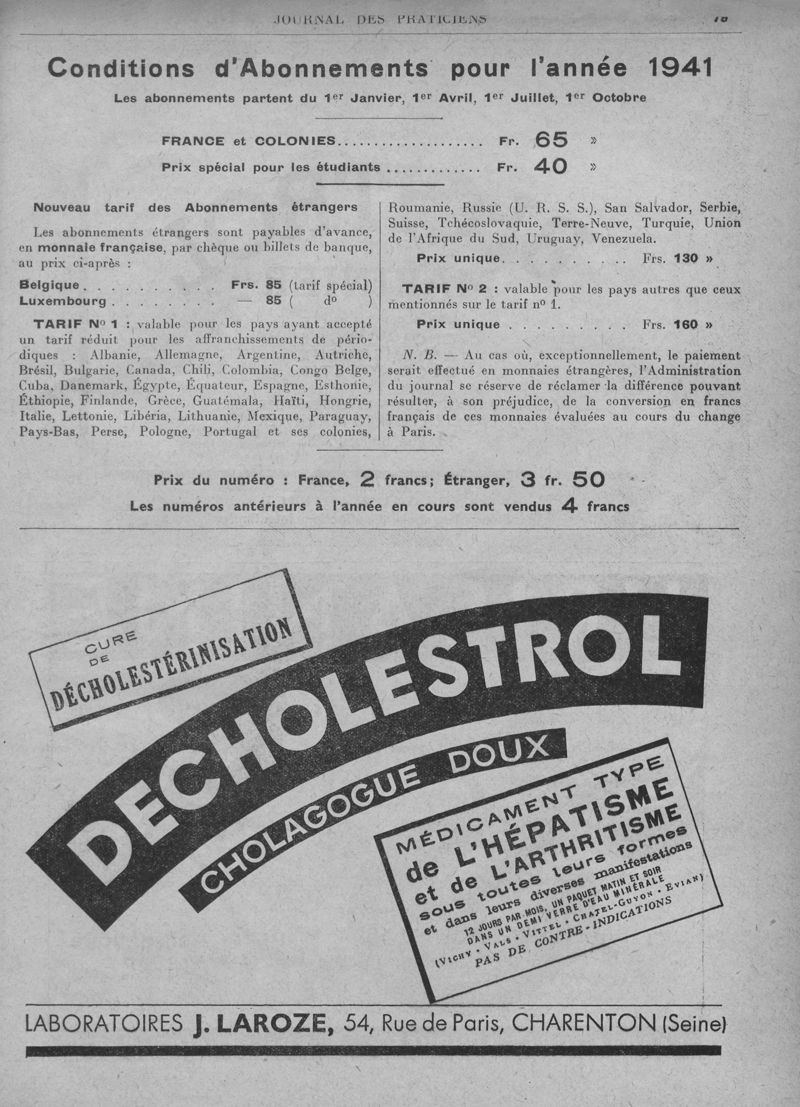 JOURNAL DES PRATICIENS
Conditions d'Abonnements pour l'année 1941
Les abonnements partent du 1er Janvier, 1er Avril, 1er Juillet, 1er Octobre
FRANCE et COLONIES.................... Fr. 65 »
Prix spécial pour les étudiants ............. Fr. 40 »
Nouveau tarif des Abonnements étrangers
Les abonnements étrangers sont payables d'avance,
en monnaie française, par chèque ou billets de banque,
au prix ci-après :
Belgique . . . . . . . . . . Frs. 85 (tarif spécial)
Luxembourg . . . . . . . . — 85 ( do )
TARIF No 1 : valable pour les pays ayant accepté
un tarif réduit pour les affranchissements de pério-
diques : Albanie, Allemagne, Argentine, Autriche,
Brésil, Bulgarie, Canada, Chili, Colombia, Congo Belge,
Cuba, Danemark, Égypte, Équateur, Espagne, Esthonie,
Éthiopie, Finlande, Grèce, Guatémala, Haïti, Hongrie,
Italie, Lettonie, Libéria, Lithuanie, Mexique, Paraguay,
Pays-Bas, Perse, Pologne, Portugal et ses colonies,
Roumanie, Russie (U. R. S. S.), San Salvador, Serbie,
Suisse, Tchécoslovaquie, Terre-Neuve, Turquie, Union
de l'Afrique du Sud, Uruguay, Venezuela.
Prix unique. . . . . . . . . . Frs. 130 »
TARIF No 2 : valable pour les pays autres que ceux
mentionnés sur le tarif no 1.
Prix unique . . . . . . . . . Frs. 160 »
N. B. — Au cas où, exceptionnellement, le paiement
serait effectué en monnaies étrangères, l'Administration
du journal se réserve de réclamer la différence pouvant
résulter, à son préjudice, de la conversion en francs
français de ces monnaies évaluées au cours du change
à Paris.
Prix du numéro : France, 2 francs; Étranger, 3 fr. 50
Les numéros antérieurs à l'année en cours sont vendus 4 francs
CURE
DE
DÉCHOLESTÉRINISATION
DECHOLESTROL
CHOLAGOGUE DOUX
MÉDICAMENT TYPE
de L'HÉPATISME
et de L'ARTHRITISME
sous toutes leurs formes
et dans leurs diverses manifestations
12 JOURS PAR MOIS, UN PAQUET MATIN ET SOIR
DANS UN DEMI VERRE D'EAU MINÉRALE
(VICHY - VALS - VITTEL - CHATEL-GUYON - EVIAN)
PAS DE CONTRE-INDICATIONS
LABORATOIRES J. LAROZE, 54, Rue de Paris, CHARENTON (Seine)